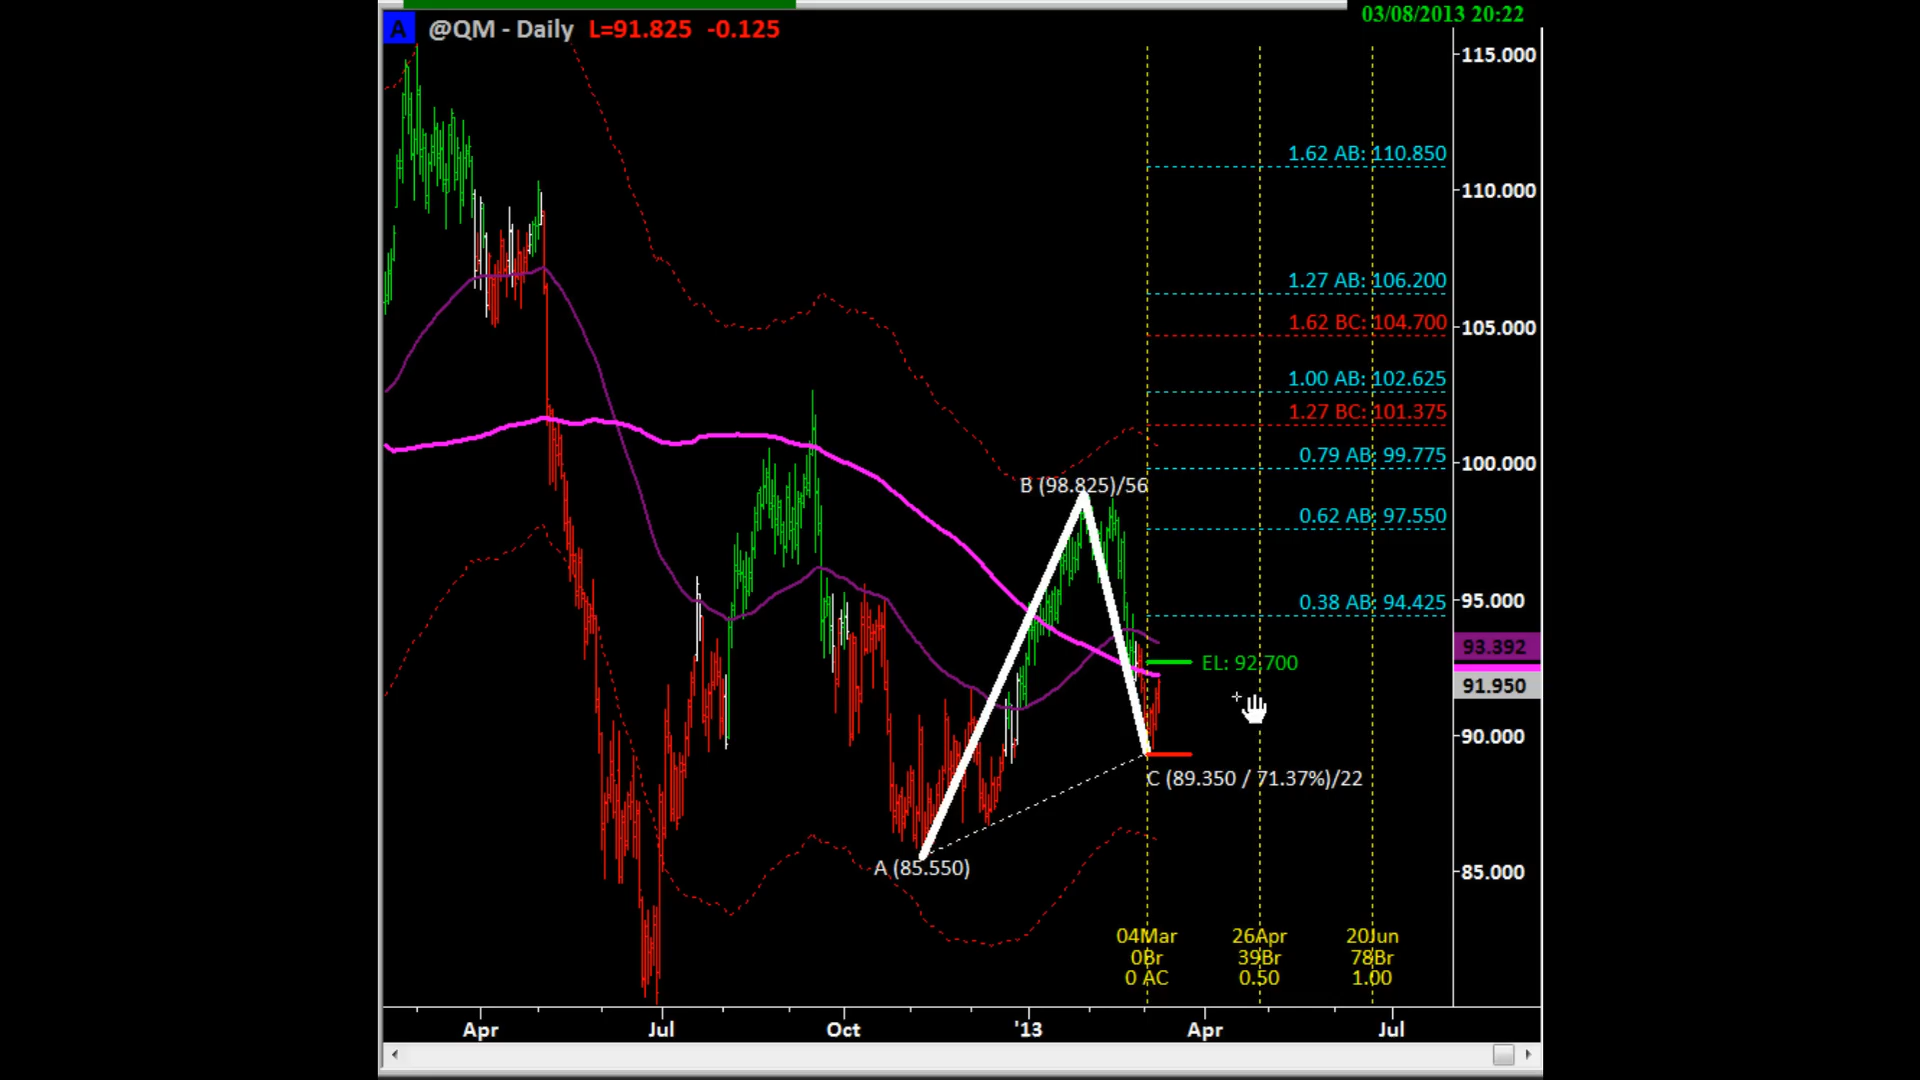 03/08/2013 20:22
A @QM - Daily L=91.825 -0.125
115.000
1.62 AB: 110.850
110.000
1.27 AB: 106.200
1.62 BC: 104.700
105.000
1.00 AB: 102.625
1.27 BC: 101.375
0.79 AB: 99.775
100.000
B (98.825)/56
0.62 AB: 97.550
0.38 AB: 94.425
95.000
93.392
EL: 92.700
91.950
90.000
C (89.350 / 71.37%)/22
A (85.550)
85.000
04Mar 26Apr 20Jun
0Br 39Br 78Br
0 AC 0.50 1.00
Apr Jul Oct '13 Apr Jul